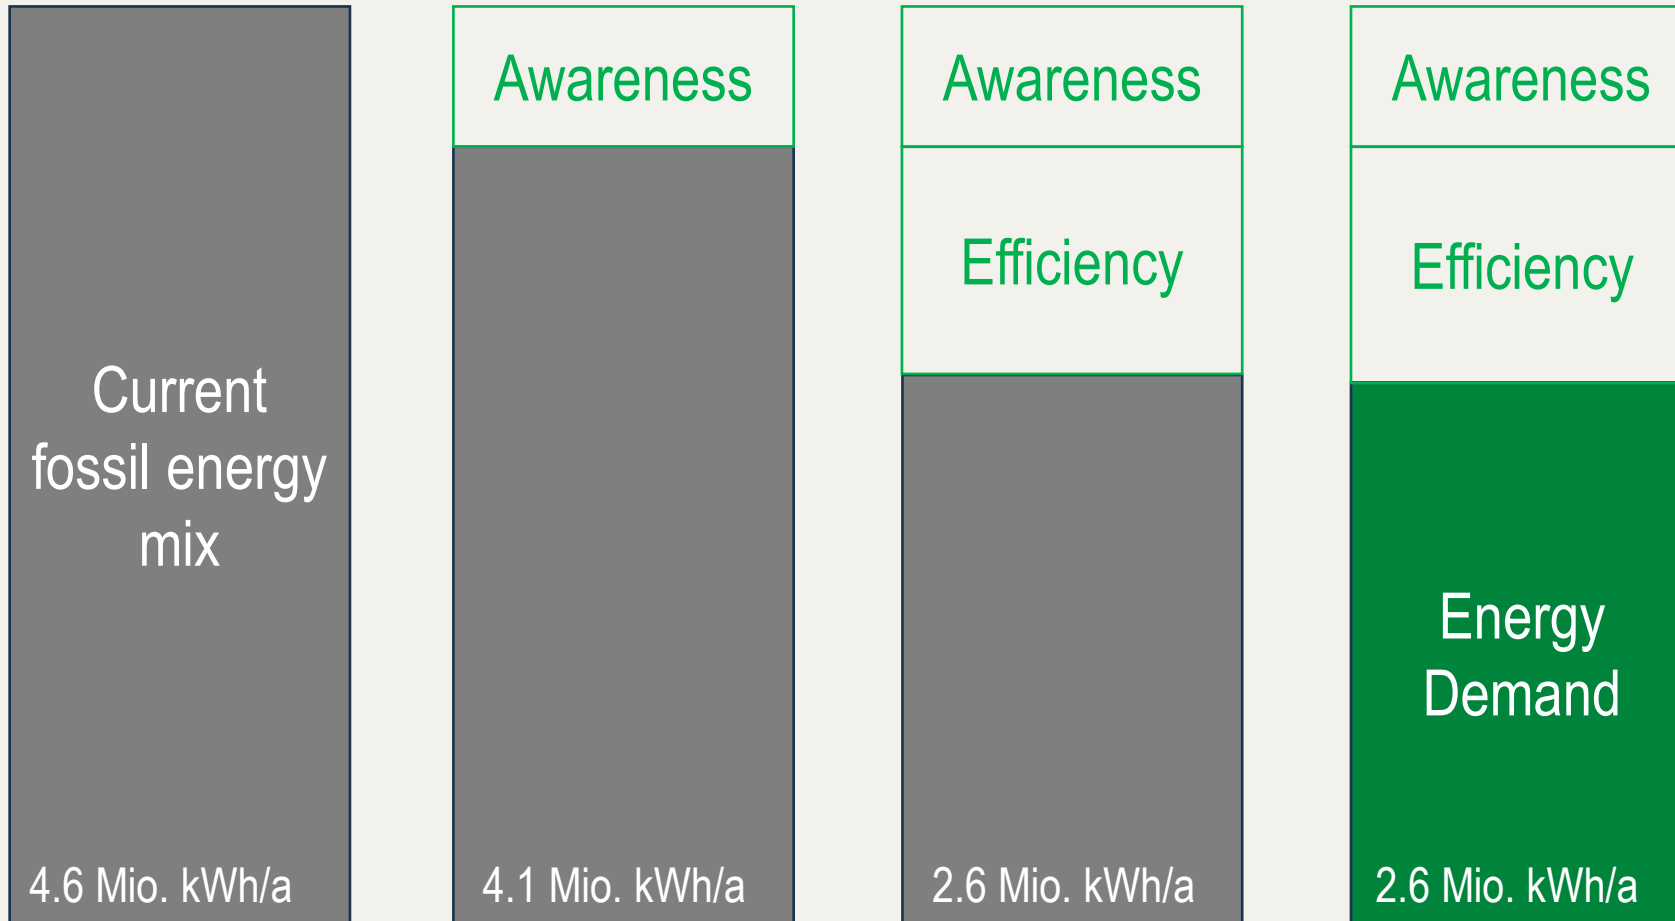 Current
fossil energy
mix
4.6 Mio. kWh/a
Awareness
4.1 Mio. kWh/a
Awareness
Efficiency
2.6 Mio. kWh/a
Awareness
Efficiency
Energy
Demand
2.6 Mio. kWh/a